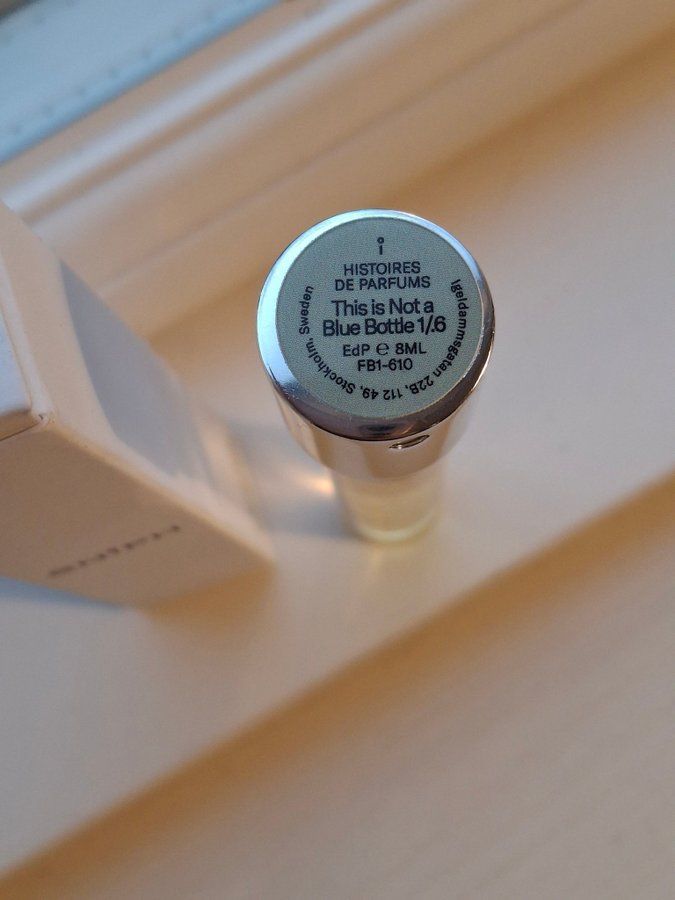 HISTOIRES
DE PARFUMS
This is Not a
Blue Bottle 1/.6
EdP ℮ 8ML
FB1-610
Igeldammsgatan 22B, 112 49, Stockholm, Sweden